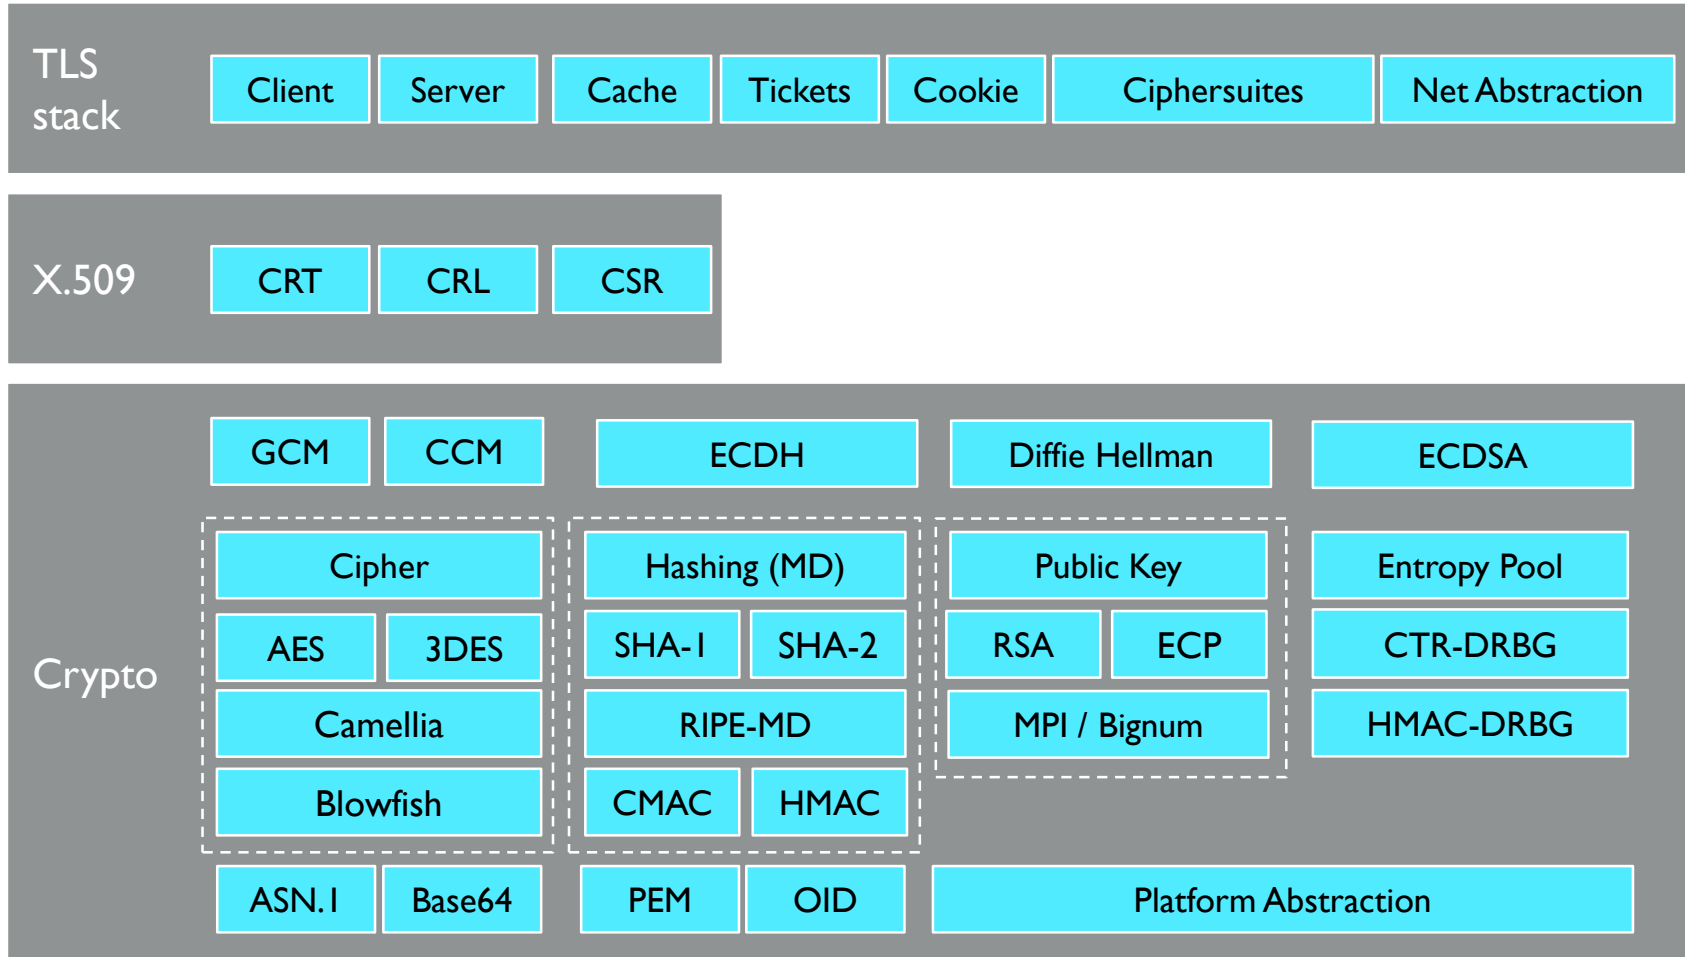 TLS
stack
Client Server Cache Tickets Cookie Ciphersuites Net Abstraction
X.509
CRT CRL CSR
Crypto
GCM CCM ECDH Diffie Hellman ECDSA
Cipher Hashing (MD) Public Key Entropy Pool
AES 3DES SHA-1 SHA-2 RSA ECP CTR-DRBG
Camellia RIPE-MD MPI / Bignum HMAC-DRBG
Blowfish CMAC HMAC
ASN.1 Base64 PEM OID Platform Abstraction